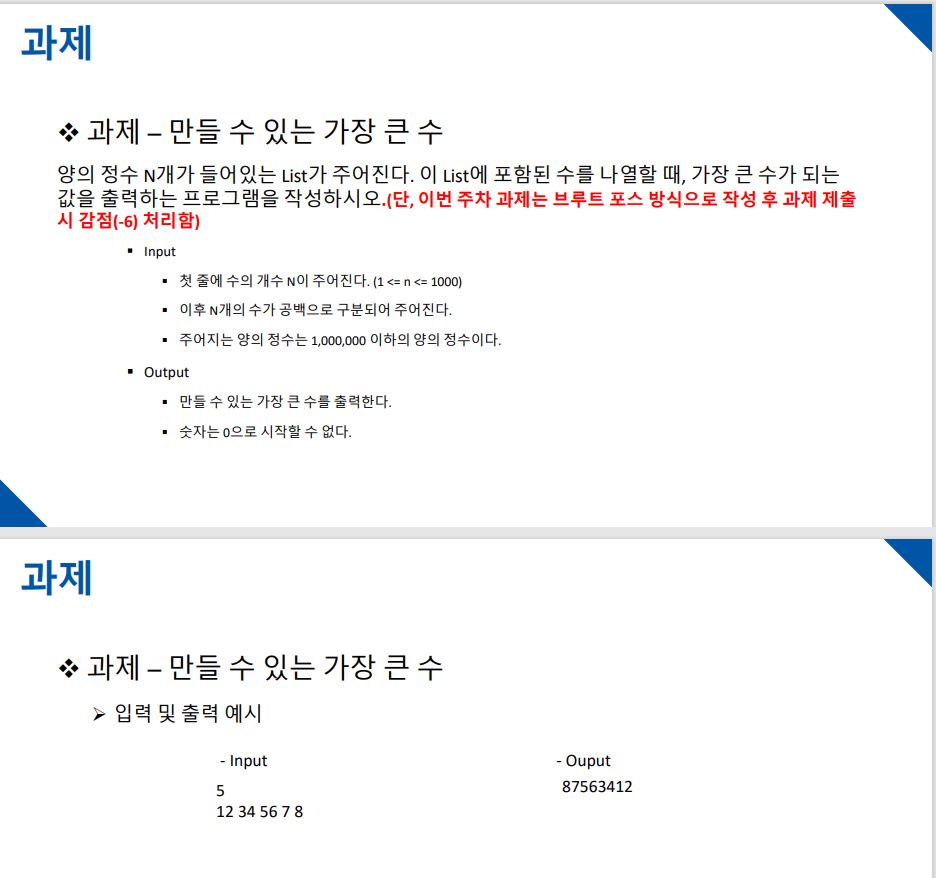 과제
❖ 과제 – 만들 수 있는 가장 큰 수
양의 정수 N개가 들어있는 List가 주어진다. 이 List에 포함된 수를 나열할 때, 가장 큰 수가 되는
값을 출력하는 프로그램을 작성하시오.(단, 이번 주차 과제는 브루트 포스 방식으로 작성 후 과제 제출
시 감점(-6) 처리함)
▪ Input
▪ 첫 줄에 수의 개수 N이 주어진다. (1 <= n <= 1000)
▪ 이후 N개의 수가 공백으로 구분되어 주어진다.
▪ 주어지는 양의 정수는 1,000,000 이하의 양의 정수이다.
▪ Output
▪ 만들 수 있는 가장 큰 수를 출력한다.
▪ 숫자는 0으로 시작할 수 없다.
과제
❖ 과제 – 만들 수 있는 가장 큰 수
➢ 입력 및 출력 예시
- Input
5
12 34 56 7 8
- Ouput
87563412